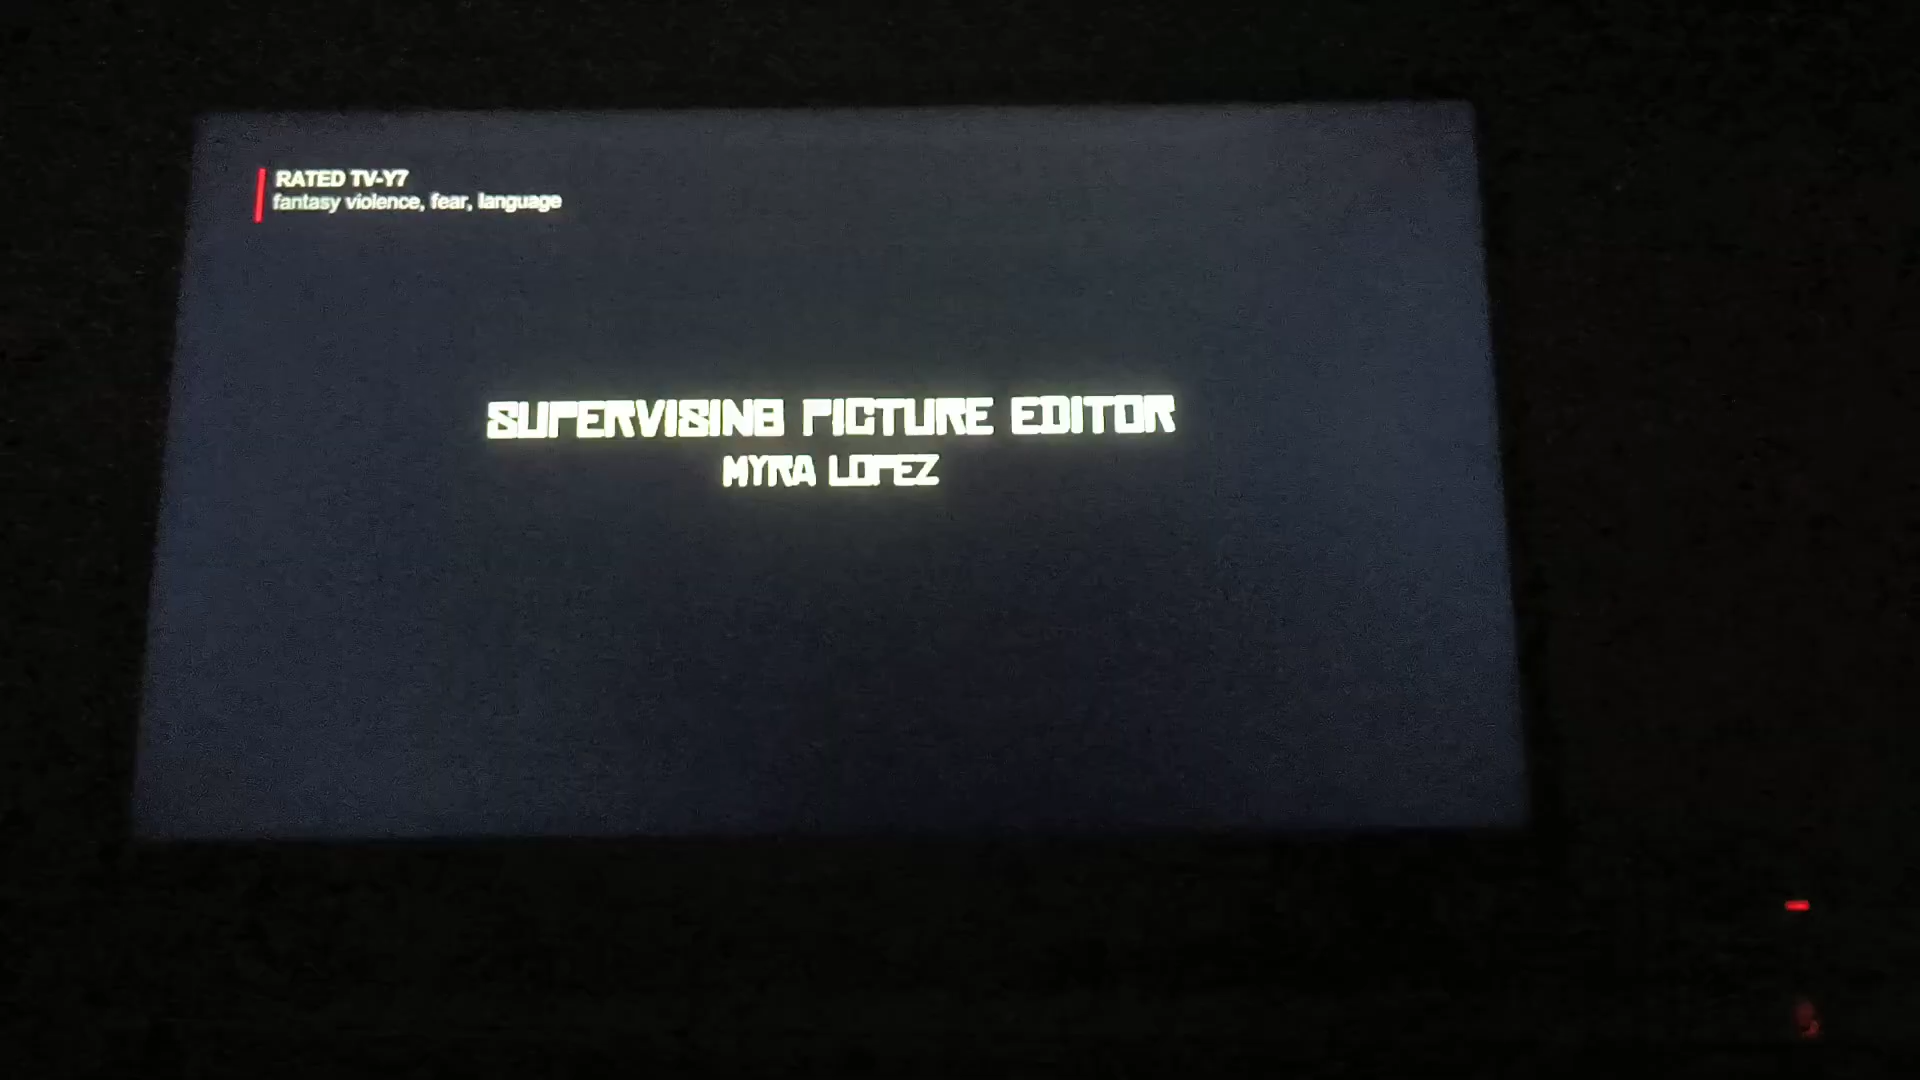 RATED TV-Y7
fantasy violence, fear, language
SUPERVISING PICTURE EDITOR
MYRA LOPEZ